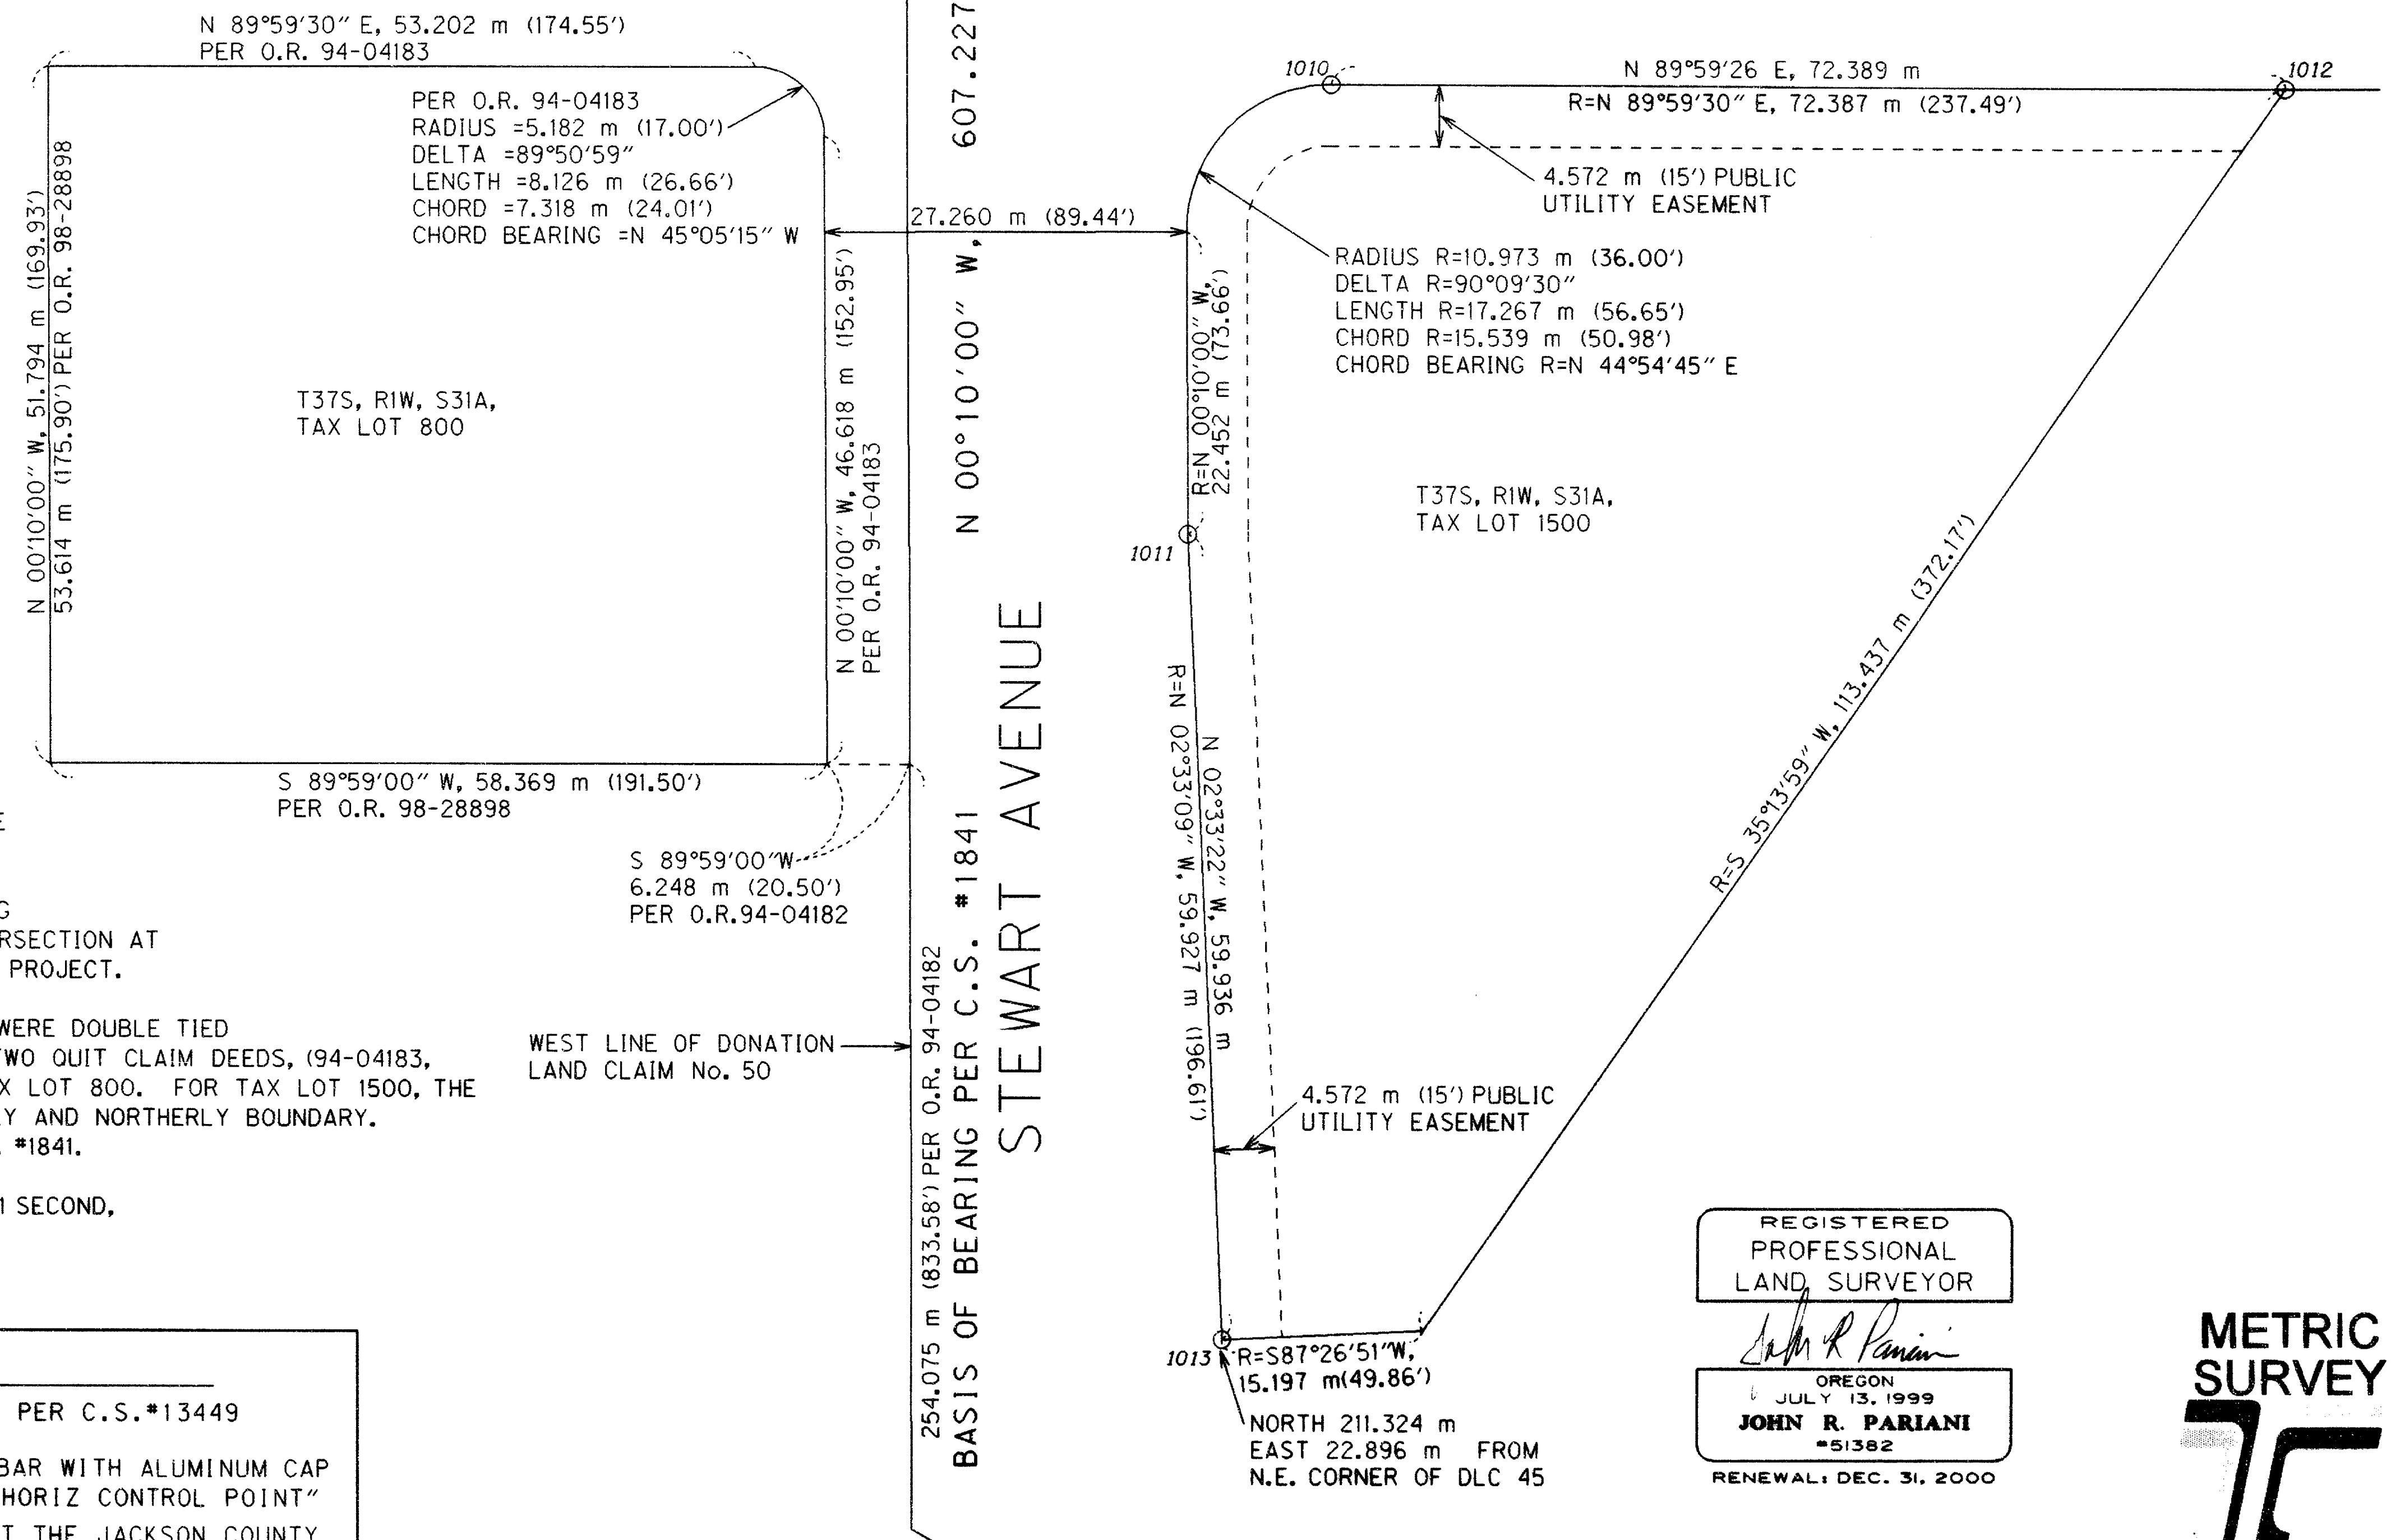 N 89°59'30" E, 53.202 m (174.55')
PER O.R. 94-04183
PER O.R. 94-04183
RADIUS =5.182 m (17.00')
DELTA =89°50'59"
LENGTH =8.126 m (26.66')
CHORD =7.318 m (24.01')
CHORD BEARING =N 45°05'15" W
N 00°10'00" W, 51.794 m (169.93')
53.614 m (175.90') PER O.R. 98-28898
T37S, R1W, S31A,
TAX LOT 800
N 00°10'00" W, 46.618 m (152.95')
PER O.R. 94-04183
S 89°59'00" W, 58.369 m (191.50')
PER O.R. 98-28898
S 89°59'00"W
6.248 m (20.50')
PER O.R.94-04182
27.260 m (89.44')
N 00°10'00" W, 607.227
BASIS OF BEARING PER C.S. #1841
STEWART AVENUE
254.075 m (833.58') PER O.R. 94-04182
WEST LINE OF DONATION
LAND CLAIM No. 50
1010
N 89°59'26 E, 72.389 m
R=N 89°59'30" E, 72.387 m (237.49')
1012
4.572 m (15') PUBLIC
UTILITY EASEMENT
RADIUS R=10.973 m (36.00')
DELTA R=90°09'30"
LENGTH R=17.267 m (56.65')
CHORD R=15.539 m (50.98')
CHORD BEARING R=N 44°54'45" E
R=N 00°10'00" W,
22.452 m (73.66')
1011
T37S, R1W, S31A,
TAX LOT 1500
R=S 35°13'59" W, 113.437 m (372.17')
N 02°33'22" W, 59.936 m
R=N 02°33'09" W, 59.927 m (196.61')
4.572 m (15') PUBLIC
UTILITY EASEMENT
1013
R=S87°26'51"W,
15.197 m(49.86')
NORTH 211.324 m
EAST 22.896 m FROM
N.E. CORNER OF DLC 45
E
G
RSECTION AT
PROJECT.
WERE DOUBLE TIED
TWO QUIT CLAIM DEEDS, (94-04183,
X LOT 800. FOR TAX LOT 1500, THE
Y AND NORTHERLY BOUNDARY.
. #1841.
1 SECOND,
PER C.S.#13449
BAR WITH ALUMINUM CAP
HORIZ CONTROL POINT"
T THE JACKSON COUNTY
REGISTERED
PROFESSIONAL
LAND SURVEYOR
John R Pariani
OREGON
JULY 13, 1999
JOHN R. PARIANI
#51382
RENEWAL: DEC. 31, 2000
METRIC
SURVEY